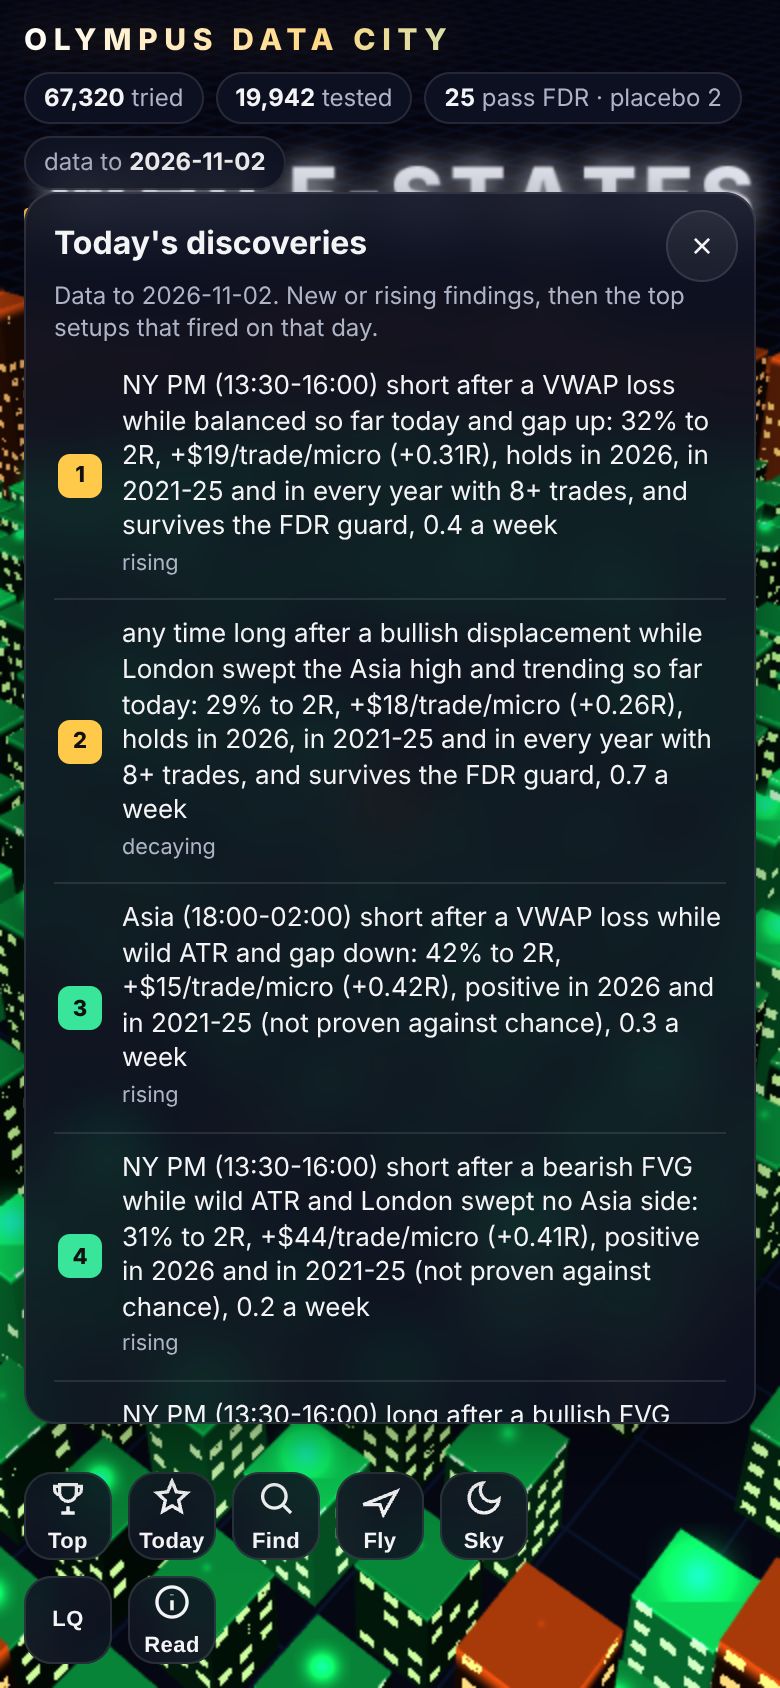 OLYMPUS DATA CITY
67,320 tried
19,942 tested
25 pass FDR · placebo 2
data to 2026-11-02
E-STATES
Today's discoveries
Data to 2026-11-02. New or rising findings, then the top
setups that fired on that day.
1
NY PM (13:30-16:00) short after a VWAP loss
while balanced so far today and gap up: 32% to
2R, +$19/trade/micro (+0.31R), holds in 2026, in
2021-25 and in every year with 8+ trades, and
survives the FDR guard, 0.4 a week
rising
2
any time long after a bullish displacement while
London swept the Asia high and trending so far
today: 29% to 2R, +$18/trade/micro (+0.26R),
holds in 2026, in 2021-25 and in every year with
8+ trades, and survives the FDR guard, 0.7 a
week
decaying
3
Asia (18:00-02:00) short after a VWAP loss while
wild ATR and gap down: 42% to 2R,
+$15/trade/micro (+0.42R), positive in 2026 and
in 2021-25 (not proven against chance), 0.3 a
week
rising
4
NY PM (13:30-16:00) short after a bearish FVG
while wild ATR and London swept no Asia side:
31% to 2R, +$44/trade/micro (+0.41R), positive
in 2026 and in 2021-25 (not proven against
chance), 0.2 a week
rising
NY PM (13:30-16:00) long after a bullish FVG
Top
Today
Find
Fly
Sky
LQ
Read